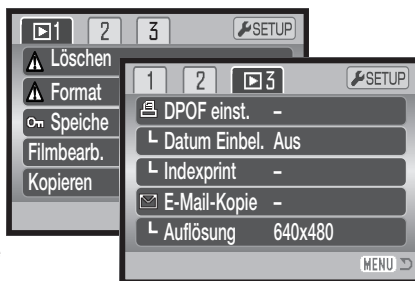 1 2 3 SETUP
Löschen
Format
Speiche
Filmbearb.
Kopieren
1 2 3 SETUP
DPOF einst. –
Datum Einbel. Aus
Indexprint –
E-Mail-Kopie –
Auflösung 640x480
MENU